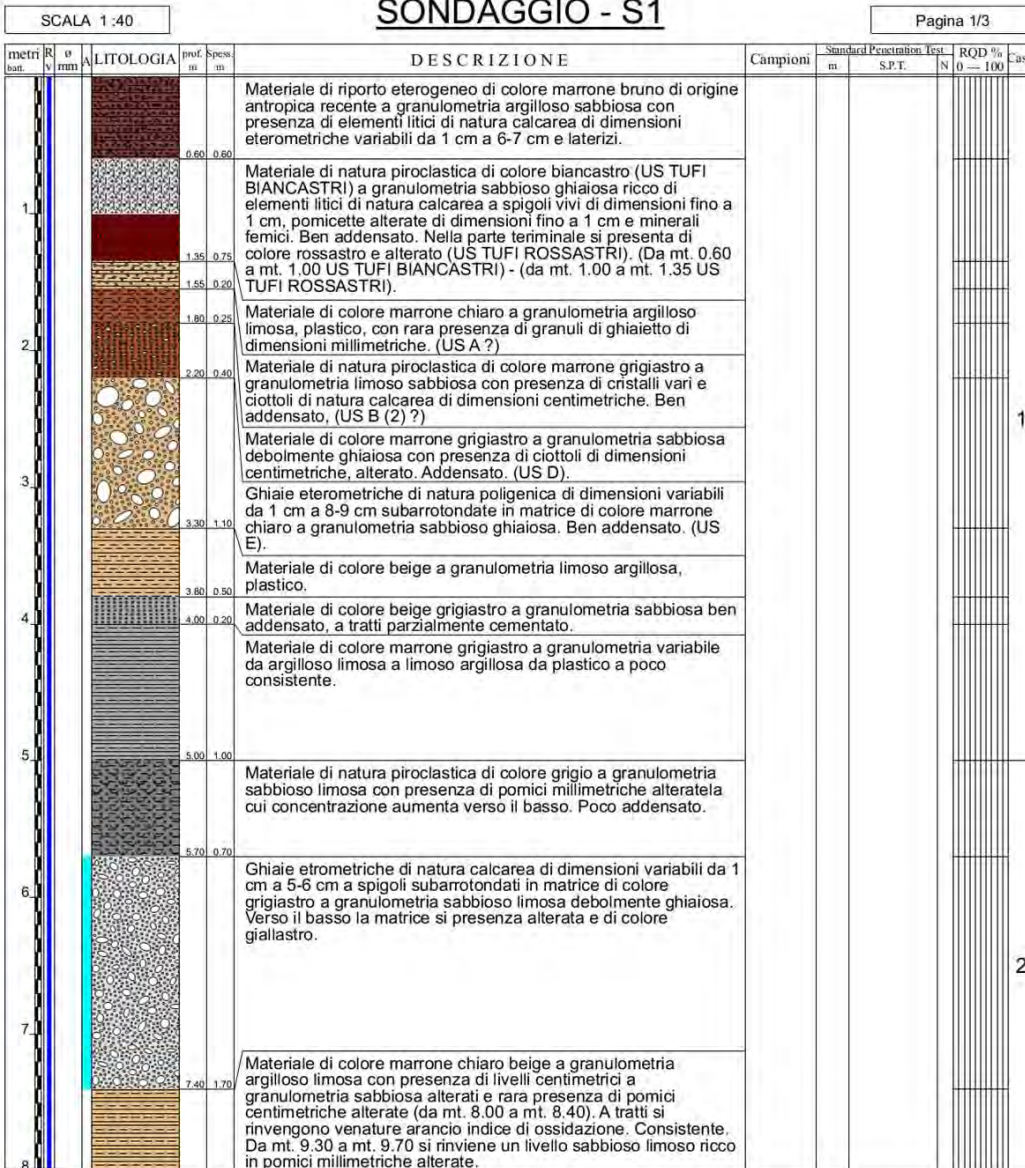 SCALA 1:40
SONDAGGIO - S1
Pagina 1/3
metri batt.
R v
ø mm
A
LITOLOGIA
prof. m
Spess. m
DESCRIZIONE
Campioni
Standard Penetration Test
m
S.P.T.
N
RQD %
0 — 100
Cas
Materiale di riporto eterogeneo di colore marrone bruno di origine
antropica recente a granulometria argilloso sabbiosa con
presenza di elementi litici di natura calcarea di dimensioni
eterometriche variabili da 1 cm a 6-7 cm e laterizi.
0.60 0.60
Materiale di natura piroclastica di colore biancastro (US TUFI
BIANCASTRI) a granulometria sabbioso ghiaiosa ricco di
elementi litici di natura calcarea a spigoli vivi di dimensioni fino a
1 cm, pomicette alterate di dimensioni fino a 1 cm e minerali
femici. Ben addensato. Nella parte teriminale si presenta di
colore rossastro e alterato (US TUFI ROSSASTRI). (Da mt. 0.60
a mt. 1.00 US TUFI BIANCASTRI) - (da mt. 1.00 a mt. 1.35 US
TUFI ROSSASTRI).
1
1.35 0.75
1.55 0.20
Materiale di colore marrone chiaro a granulometria argilloso
limosa, plastico, con rara presenza di granuli di ghiaietto di
dimensioni millimetriche. (US A ?)
1.80 0.25
2
Materiale di natura piroclastica di colore marrone grigiastro a
granulometria limoso sabbiosa con presenza di cristalli vari e
ciottoli di natura calcarea di dimensioni centimetriche. Ben
addensato, (US B (2) ?)
2.20 0.40
1
Materiale di colore marrone grigiastro a granulometria sabbiosa
debolmente ghiaiosa con presenza di ciottoli di dimensioni
centimetriche, alterato. Addensato. (US D).
3
Ghiaie eterometriche di natura poligenica di dimensioni variabili
da 1 cm a 8-9 cm subarrotondate in matrice di colore marrone
chiaro a granulometria sabbioso ghiaiosa. Ben addensato. (US
E).
3.30 1.10
Materiale di colore beige a granulometria limoso argillosa,
plastico.
3.80 0.50
Materiale di colore beige grigiastro a granulometria sabbiosa ben
addensato, a tratti parzialmente cementato.
4
4.00 0.20
Materiale di colore marrone grigiastro a granulometria variabile
da argilloso limosa a limoso argillosa da plastico a poco
consistente.
5
5.00 1.00
Materiale di natura piroclastica di colore grigio a granulometria
sabbioso limosa con presenza di pomici millimetriche alteratela
cui concentrazione aumenta verso il basso. Poco addensato.
5.70 0.70
Ghiaie etrometriche di natura calcarea di dimensioni variabili da 1
cm a 5-6 cm a spigoli subarrotondati in matrice di colore
grigiastro a granulometria sabbioso limosa debolmente ghiaiosa.
Verso il basso la matrice si presenza alterata e di colore
giallastro.
6
2
7
7.40 1.70
Materiale di colore marrone chiaro beige a granulometria
argilloso limosa con presenza di livelli centimetrici a
granulometria sabbiosa alterati e rara presenza di pomici
centimetriche alterate (da mt. 8.00 a mt. 8.40). A tratti si
rinvengono venature arancio indice di ossidazione. Consistente.
Da mt. 9.30 a mt. 9.70 si rinviene un livello sabbioso limoso ricco
in pomici millimetriche alterate.
8